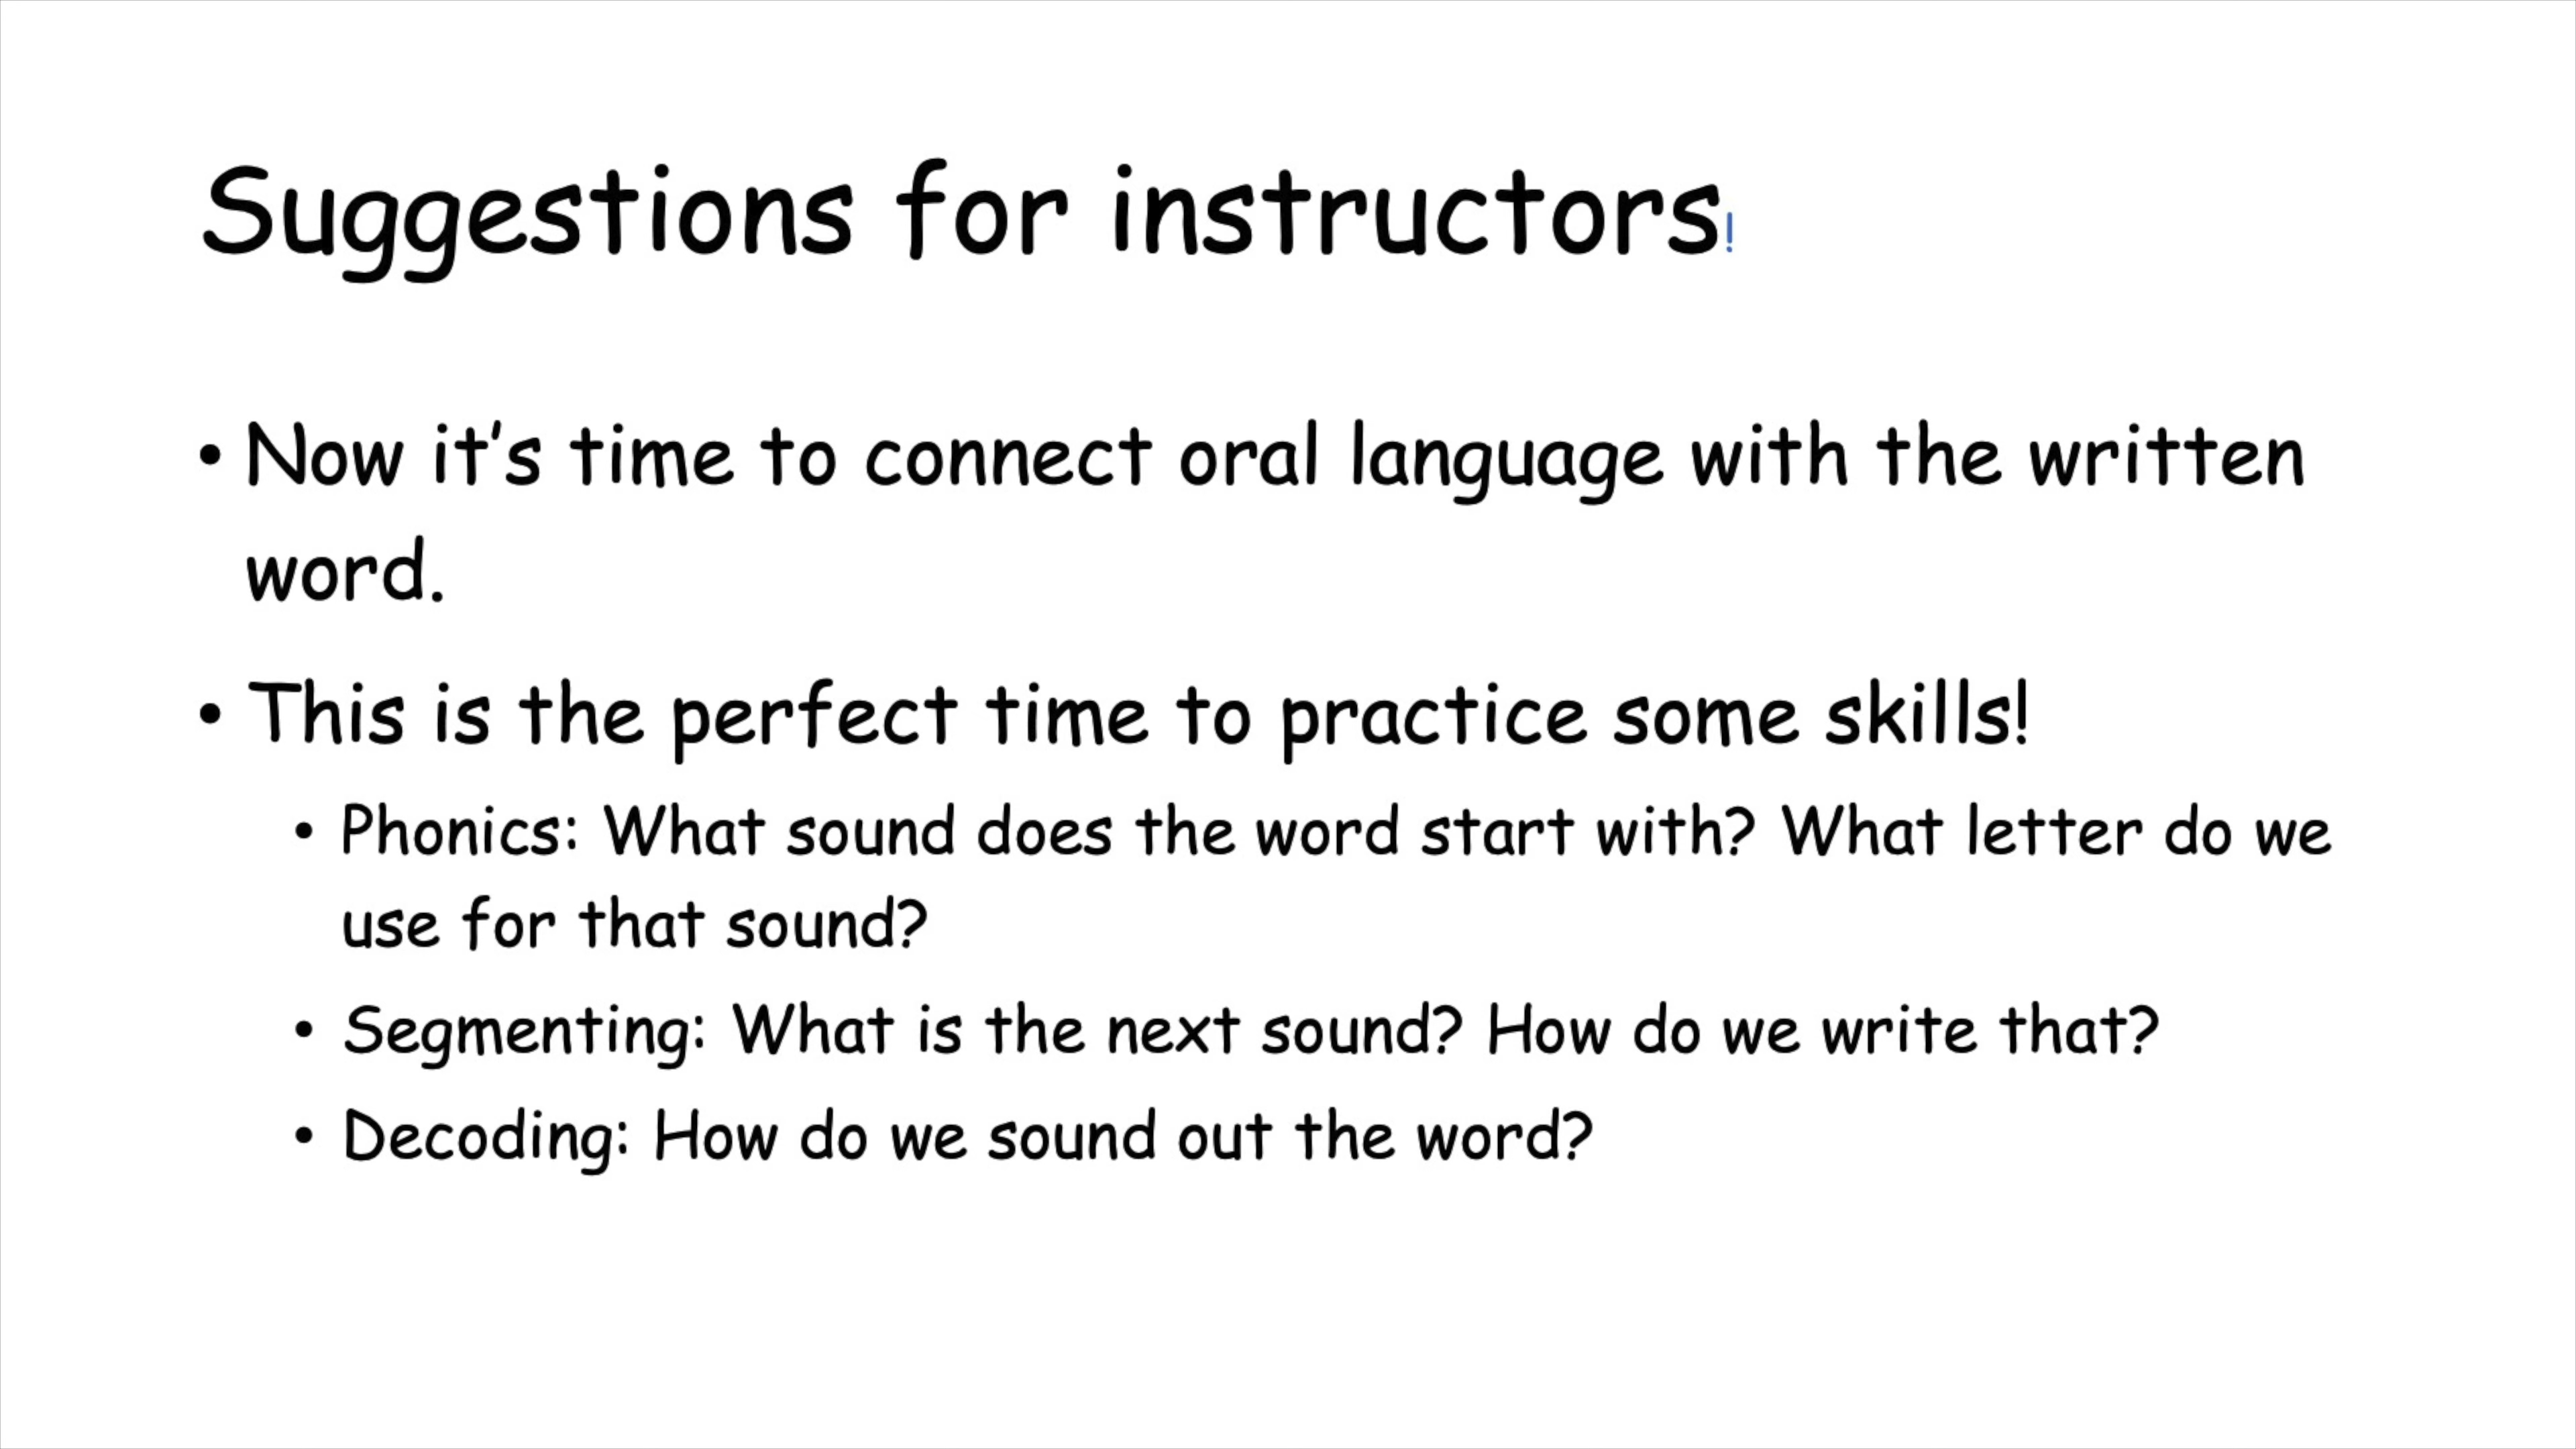 Suggestions for instructors!
• Now it's time to connect oral language with the written
word.
• This is the perfect time to practice some skills!
• Phonics: What sound does the word start with? What letter do we
use for that sound?
• Segmenting: What is the next sound? How do we write that?
• Decoding: How do we sound out the word?